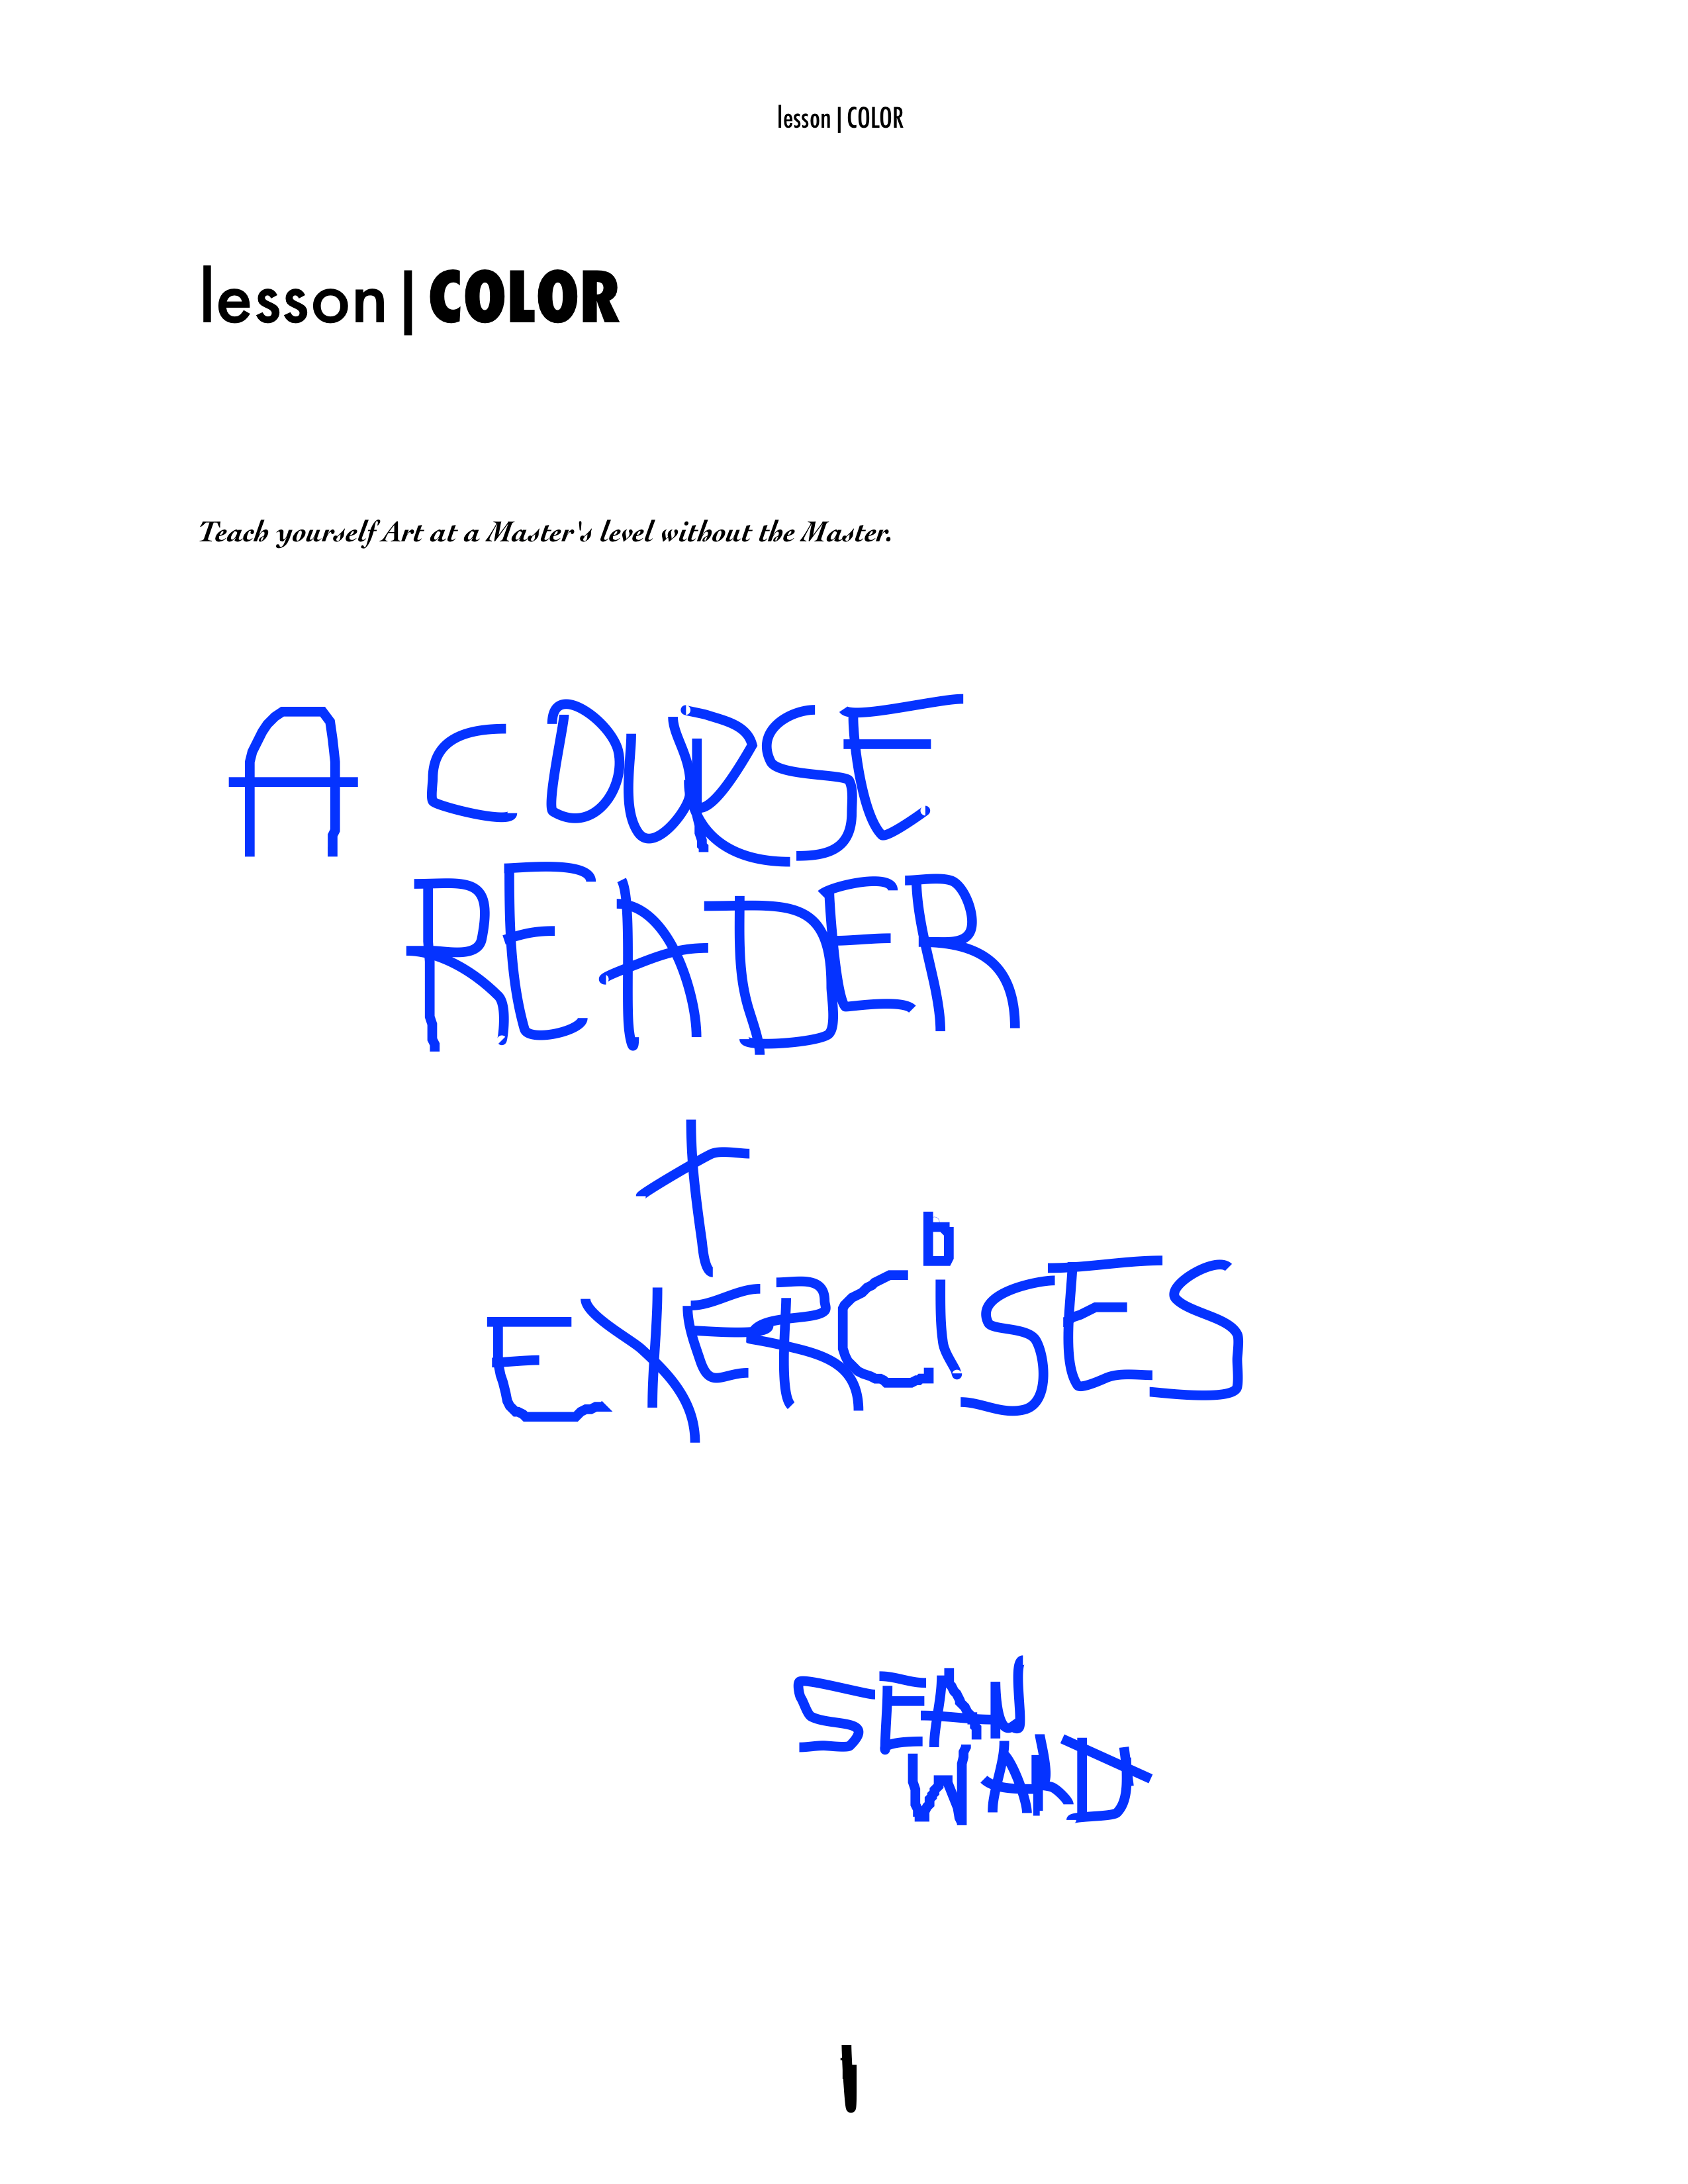 lesson|COLOR
lesson|COLOR
Teach yourself Art at a Master's level without the Master.
A COURSE
READER
+
EXERCISES
SEAN
WARD
1